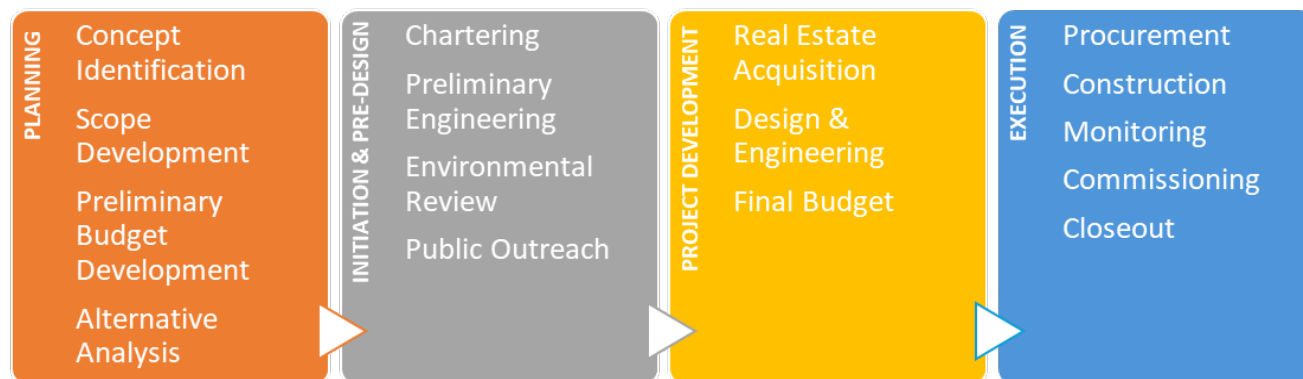 PLANNING
Concept
Identification
Scope
Development
Preliminary
Budget
Development
Alternative
Analysis
INITIATION & PRE-DESIGN
Chartering
Preliminary
Engineering
Environmental
Review
Public Outreach
PROJECT DEVELOPMENT
Real Estate
Acquisition
Design &
Engineering
Final Budget
EXECUTION
Procurement
Construction
Monitoring
Commissioning
Closeout